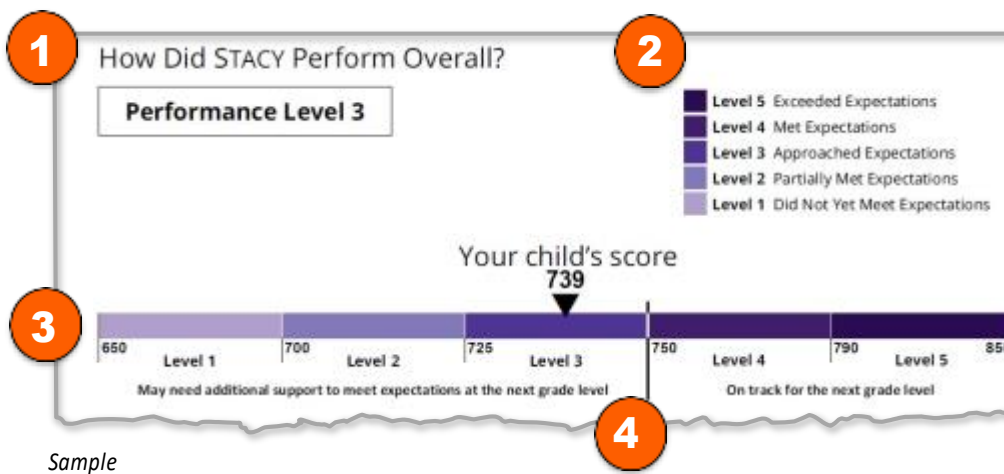 1
How Did STACY Perform Overall?
2
Performance Level 3
Level 5 Exceeded Expectations
Level 4 Met Expectations
Level 3 Approached Expectations
Level 2 Partially Met Expectations
Level 1 Did Not Yet Meet Expectations
Your child's score
739
3
650 700 725 750 790
Level 1 Level 2 Level 3 Level 4 Level 5
May need additional support to meet expectations at the next grade level On track for the next grade level
4
Sample